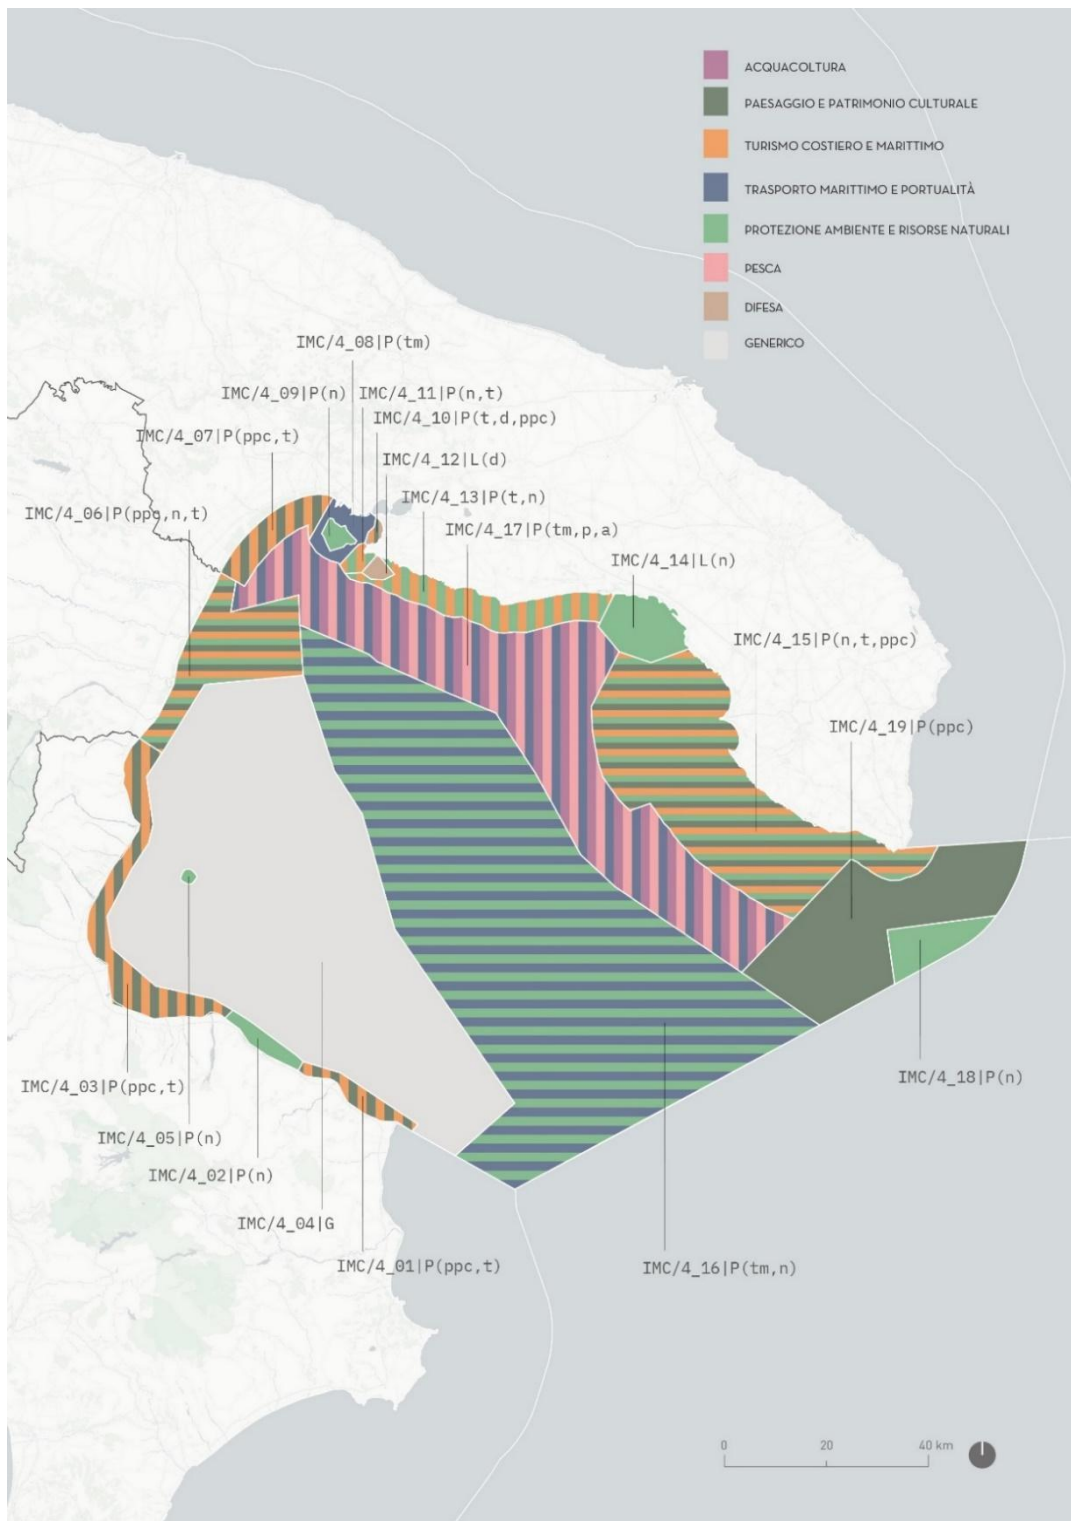 ACQUACOLTURA
PAESAGGIO E PATRIMONIO CULTURALE
TURISMO COSTIERO E MARITTIMO
TRASPORTO MARITTIMO E PORTUALITÀ
PROTEZIONE AMBIENTE E RISORSE NATURALI
PESCA
DIFESA
GENERICO
IMC/4_08|P(tm)
IMC/4_09|P(n)
IMC/4_11|P(n,t)
IMC/4_10|P(t,d,ppc)
IMC/4_07|P(ppc,t)
IMC/4_12|L(d)
IMC/4_13|P(t,n)
IMC/4_06|P(ppc,n,t)
IMC/4_17|P(tm,p,a)
IMC/4_14|L(n)
IMC/4_15|P(n,t,ppc)
IMC/4_19|P(ppc)
IMC/4_18|P(n)
IMC/4_03|P(ppc,t)
IMC/4_05|P(n)
IMC/4_02|P(n)
IMC/4_04|G
IMC/4_01|P(ppc,t)
IMC/4_16|P(tm,n)
0 20 40 km